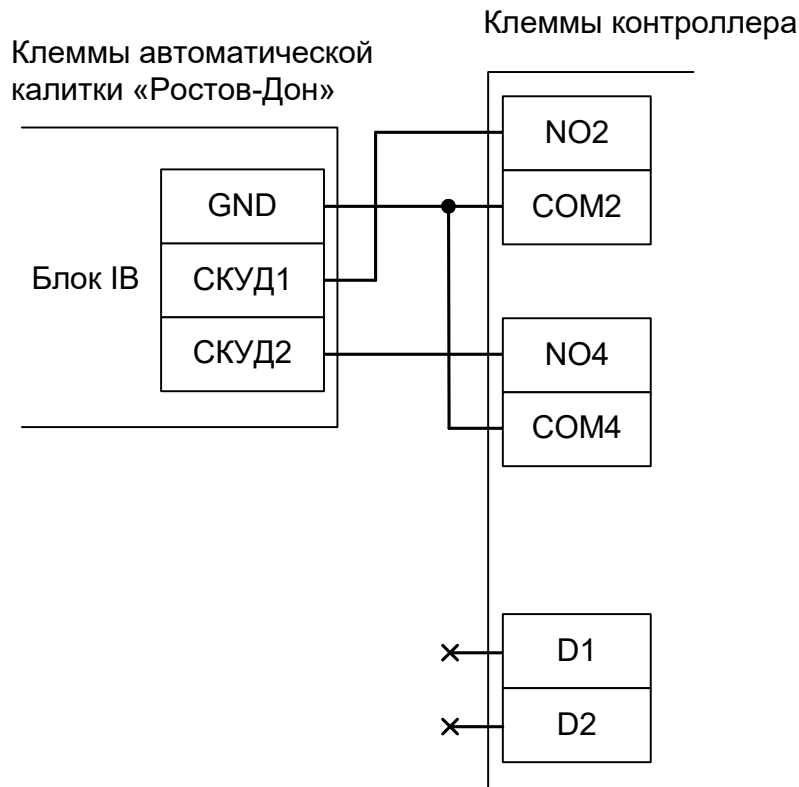 Клеммы контроллера
Клеммы автоматической
калитки «Ростов-Дон»
NO2
COM2
GND
Блок IB
СКУД1
СКУД2
NO4
COM4
D1
D2